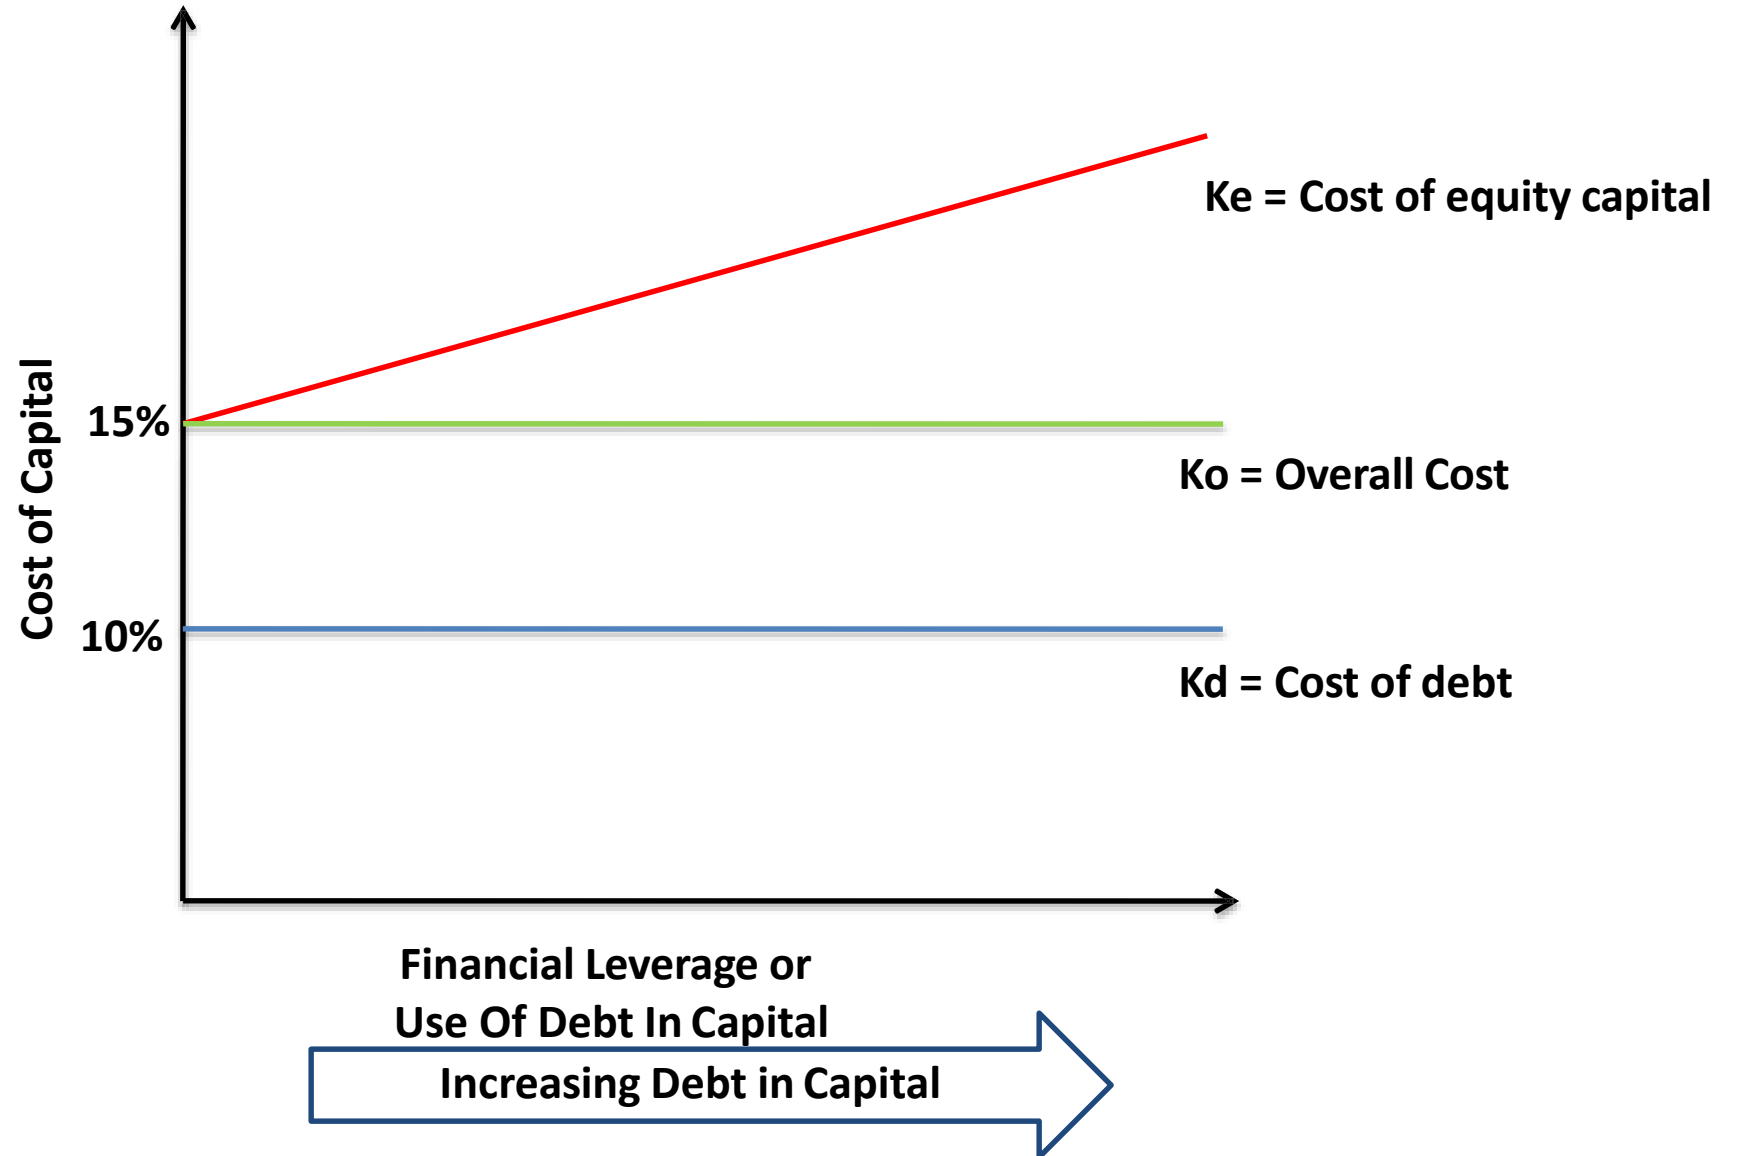 Ke = Cost of equity capital
Cost of Capital
15%
Ko = Overall Cost
10%
Kd = Cost of debt
Financial Leverage or
Use Of Debt In Capital
Increasing Debt in Capital